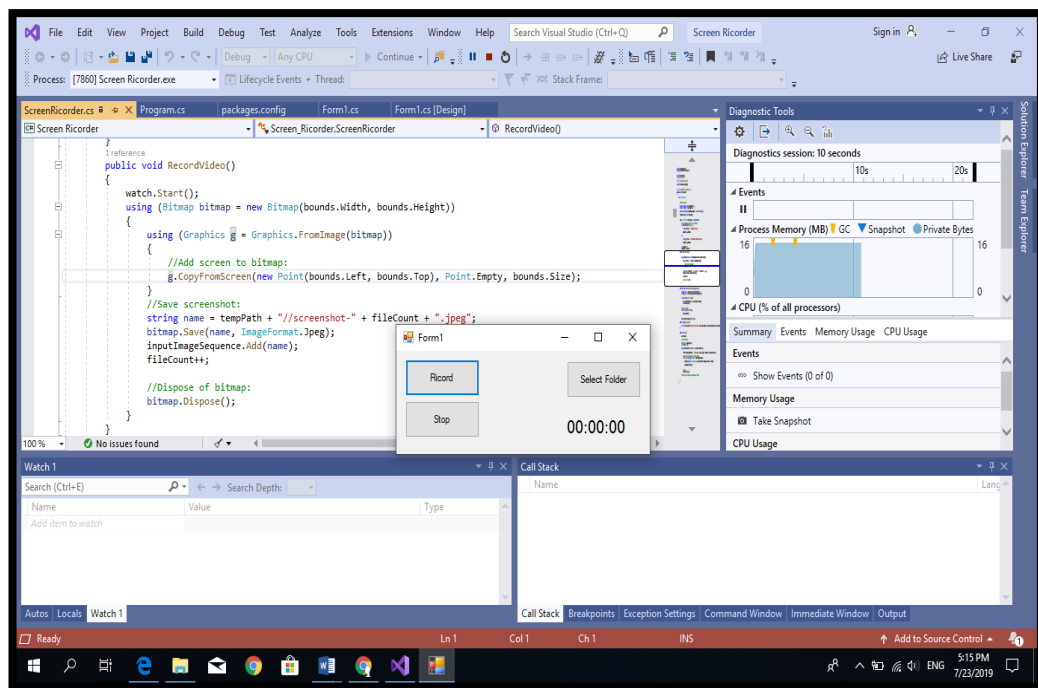 File Edit View Project Build Debug Test Analyze Tools Extensions Window Help Search Visual Studio (Ctrl+Q) Screen Ricorder Sign in
Debug Any CPU Continue Live Share
Process: [7860] Screen Ricorder.exe Lifecycle Events Thread: Stack Frame:
ScreenRicorder.cs Program.cs packages.config Form1.cs Form1.cs [Design]
Screen Ricorder Screen_Ricorder.ScreenRicorder RecordVideo()
}
1 reference
public void RecordVideo()
{
watch.Start();
using (Bitmap bitmap = new Bitmap(bounds.Width, bounds.Height))
{
using (Graphics g = Graphics.FromImage(bitmap))
{
//Add screen to bitmap:
g.CopyFromScreen(new Point(bounds.Left, bounds.Top), Point.Empty, bounds.Size);
}
//Save screenshot:
string name = tempPath + "//screenshot-" + fileCount + ".jpeg";
bitmap.Save(name, ImageFormat.Jpeg);
inputImageSequence.Add(name);
fileCount++;
//Dispose of bitmap:
bitmap.Dispose();
}
}
100 % No issues found
Form1
Ricord Select Folder
Stop 00:00:00
Diagnostic Tools
Diagnostics session: 10 seconds
10s 20s
Events
Process Memory (MB) GC Snapshot Private Bytes
16 16
0 0
CPU (% of all processors)
Summary Events Memory Usage CPU Usage
Events
Show Events (0 of 0)
Memory Usage
Take Snapshot
CPU Usage
Solution Explorer
Team Explorer
Watch 1
Search (Ctrl+E) Search Depth:
Name Value Type
Add item to watch
Autos Locals Watch 1
Call Stack
Name Lang
Call Stack Breakpoints Exception Settings Command Window Immediate Window Output
Ready Ln 1 Col 1 Ch 1 INS Add to Source Control 1
ENG 5:15 PM
7/23/2019